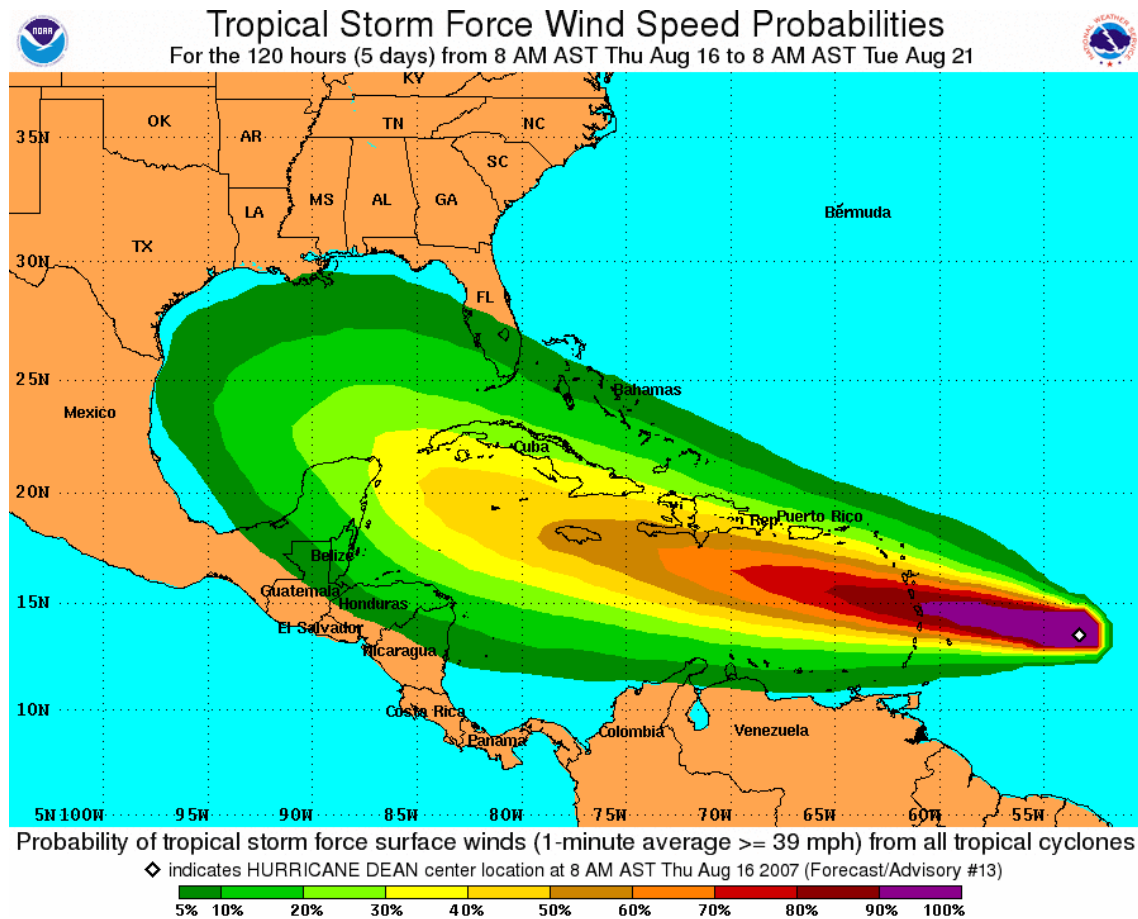 Tropical Storm Force Wind Speed Probabilities
For the 120 hours (5 days) from 8 AM AST Thu Aug 16 to 8 AM AST Tue Aug 21
NOAA
NATIONAL WEATHER SERVICE
KY
OK
TN
NC
AR
35N
SC
MS
AL
GA
LA
Bermuda
TX
30N
FL
25N
Bahamas
Mexico
Cuba
20N
Rep.
Puerto Rico
Belize
Guatemala
15N
Honduras
El Salvador
Nicaragua
10N
Costa Rica
Panama
Colombia
Venezuela
5N 100W 95W 90W 85W 80W 75W 70W 65W 60W 55W
Probability of tropical storm force surface winds (1-minute average >= 39 mph) from all tropical cyclones
indicates HURRICANE DEAN center location at 8 AM AST Thu Aug 16 2007 (Forecast/Advisory #13)
5% 10% 20% 30% 40% 50% 60% 70% 80% 90% 100%